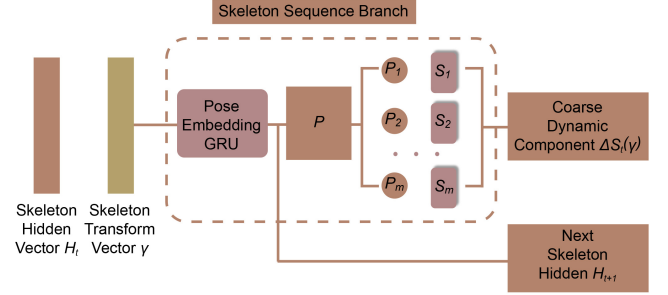 Skeleton Sequence Branch
Skeleton
Hidden
Vector Hₜ
Skeleton
Transform
Vector γ
Pose
Embedding
GRU
P
P₁
S₁
P₂
S₂
. . .
Pₘ
Sₘ
Coarse
Dynamic
Component ΔSₜ(γ)
Next
Skeleton
Hidden Hₜ₊₁